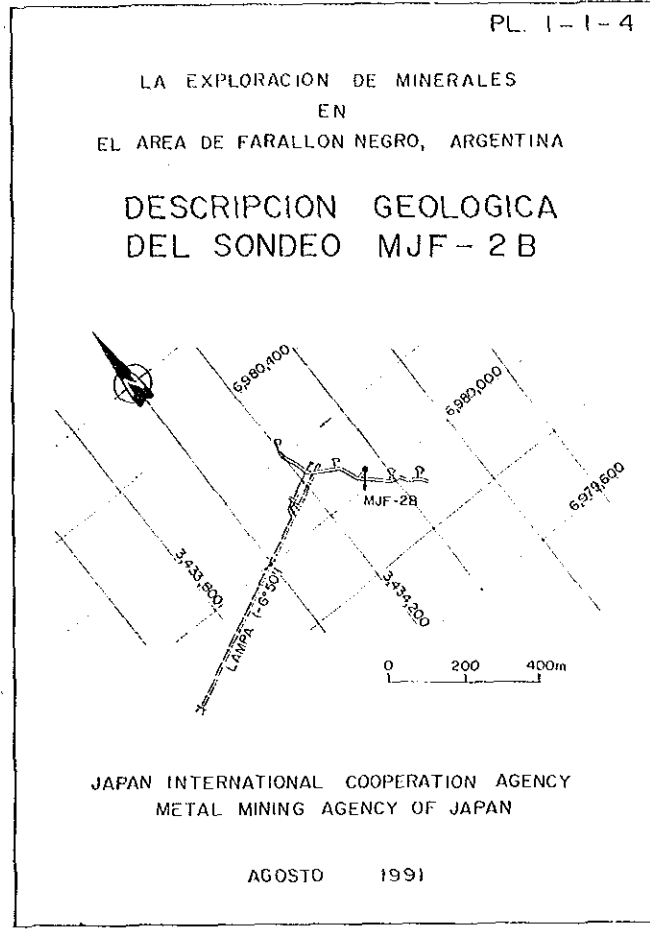 PL. 1-1-4
LA EXPLORACION DE MINERALES
EN
EL AREA DE FARALLON NEGRO, ARGENTINA
DESCRIPCION GEOLOGICA
DEL SONDEO MJF-2B
6,980,400
6,980,000
6,979,600
MJF-2B
3,433,800
3,434,200
LAMPA (-6°50')
0 200 400m
JAPAN INTERNATIONAL COOPERATION AGENCY
METAL MINING AGENCY OF JAPAN
AGOSTO 1991